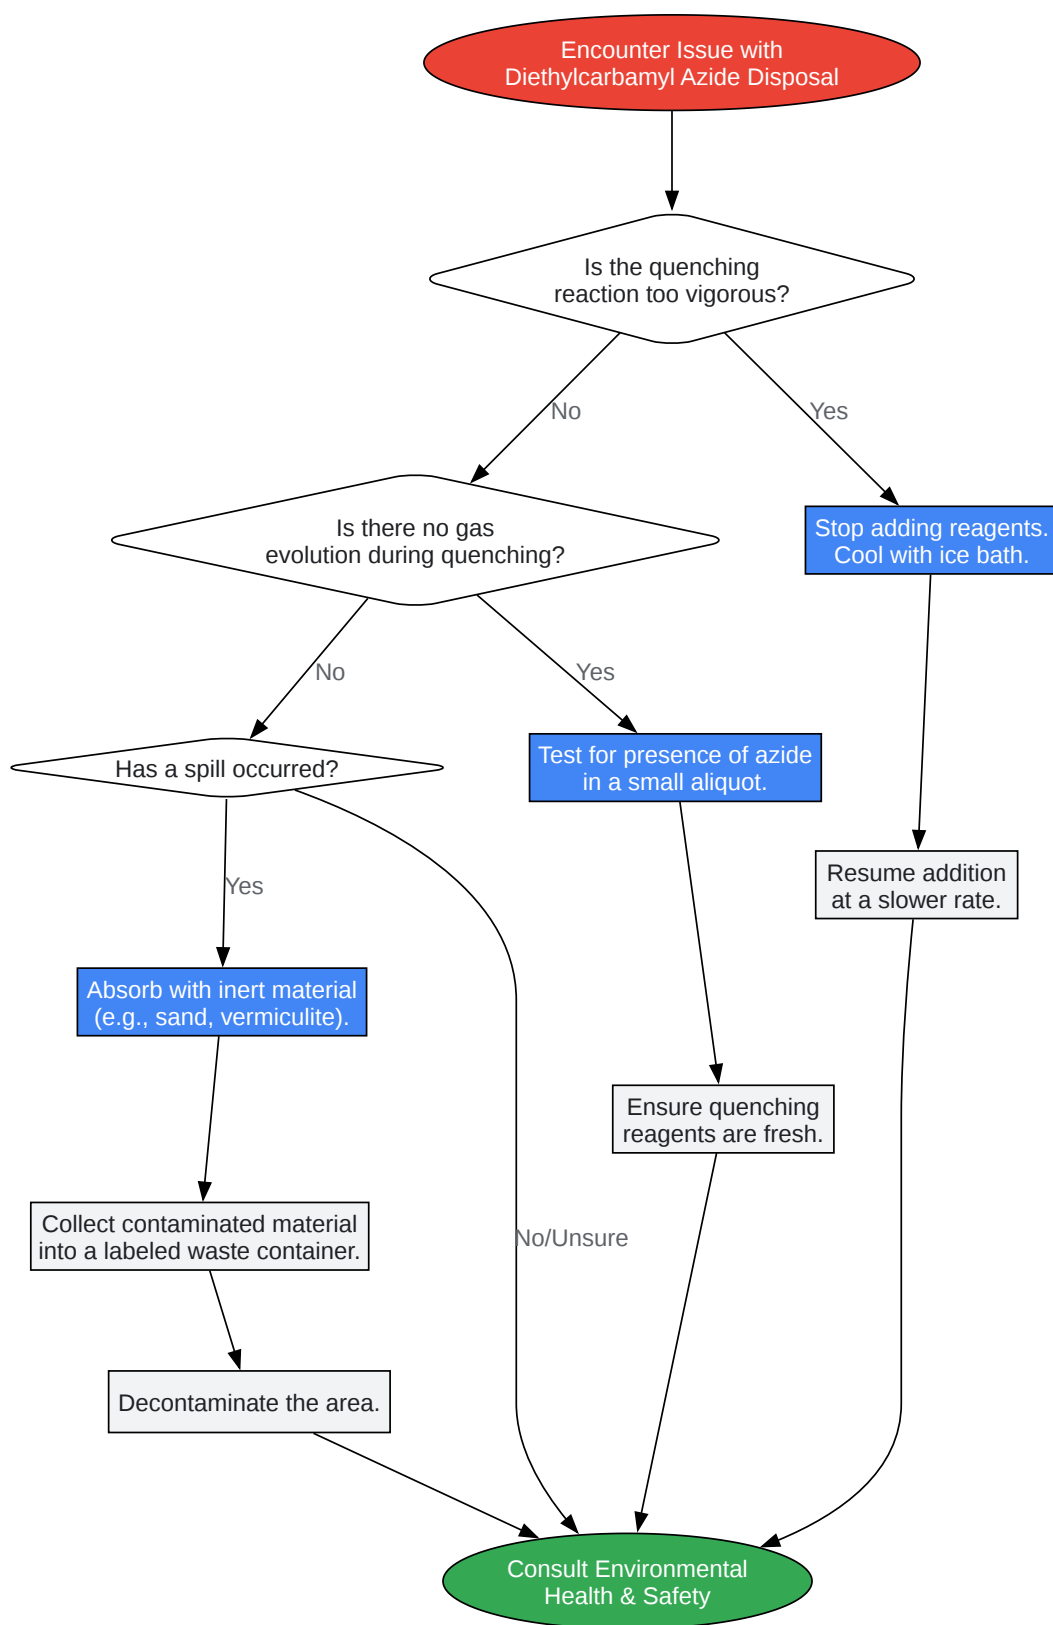 Encounter Issue with
Diethylcarbamyl Azide Disposal
Is the quenching
reaction too vigorous?
No
Yes
Is there no gas
evolution during quenching?
Stop adding reagents.
Cool with ice bath.
No
Yes
Has a spill occurred?
Test for presence of azide
in a small aliquot.
Yes
Resume addition
at a slower rate.
Absorb with inert material
(e.g., sand, vermiculite).
Ensure quenching
reagents are fresh.
Collect contaminated material
into a labeled waste container.
No/Unsure
Decontaminate the area.
Consult Environmental
Health & Safety